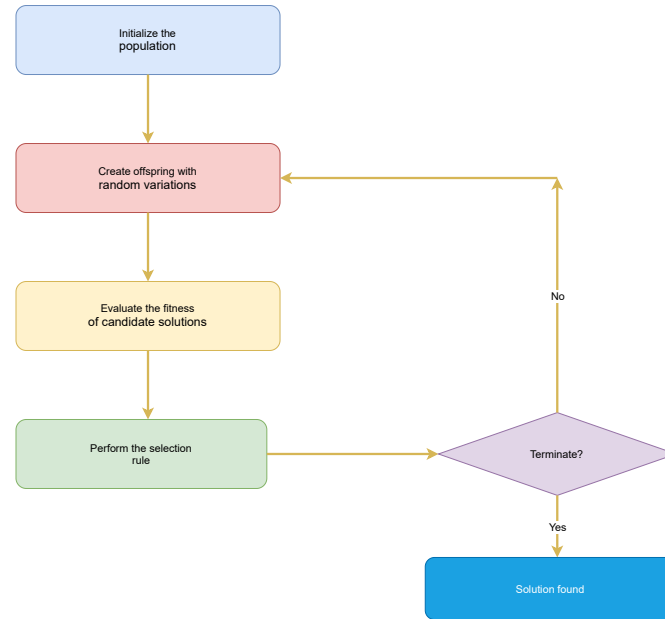 Initialize the
population
Create offspring with
random variations
Evaluate the fitness
of candidate solutions
Perform the selection
rule
Terminate?
No
Yes
Solution found